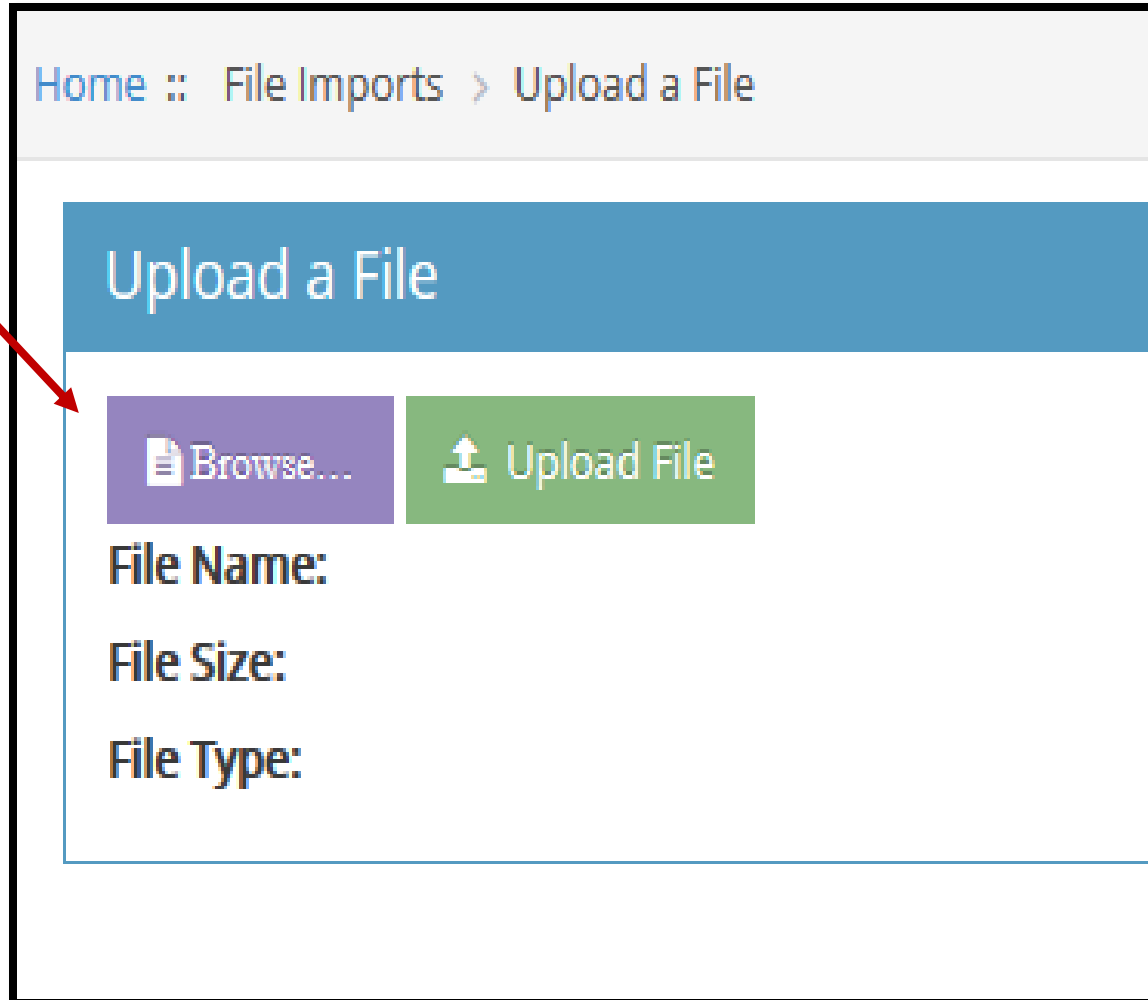 Home :: File Imports > Upload a File
Upload a File
Browse... Upload File
File Name:
File Size:
File Type: